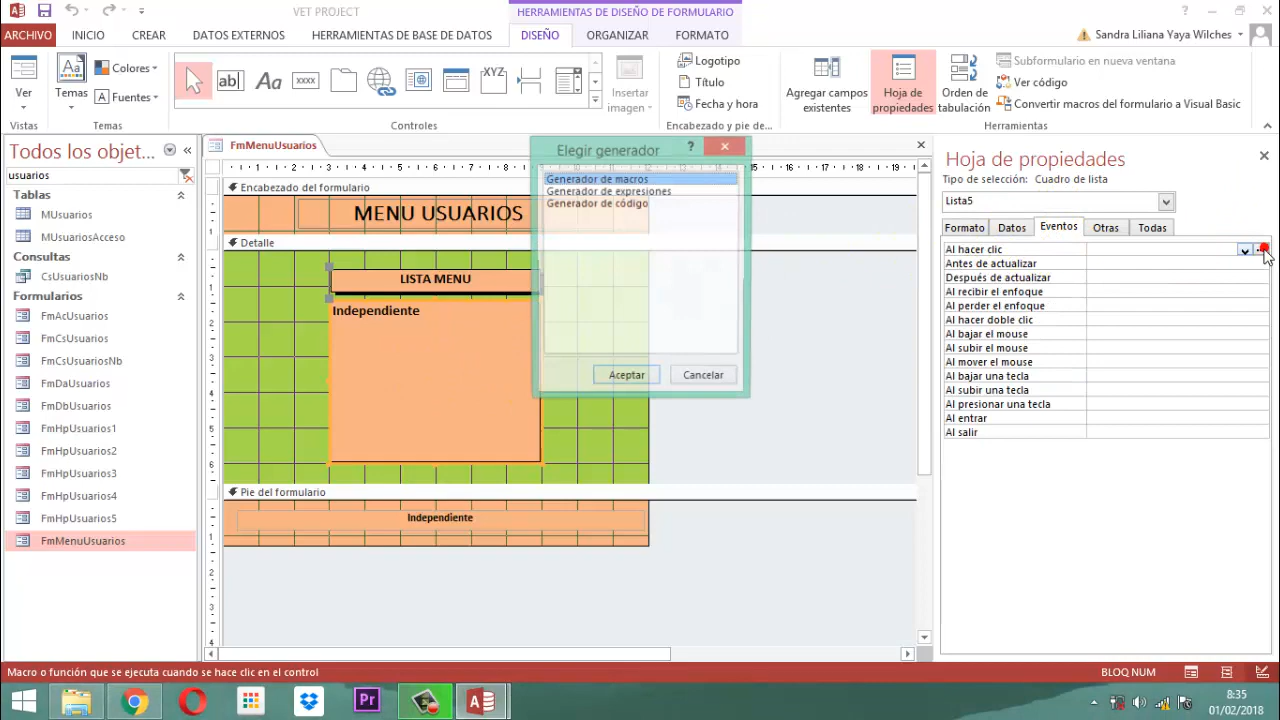 VET PROJECT
HERRAMIENTAS DE DISEÑO DE FORMULARIO
ARCHIVO INICIO CREAR DATOS EXTERNOS HERRAMIENTAS DE BASE DE DATOS DISEÑO ORGANIZAR FORMATO
Sandra Liliana Yaya Wilches
Ver
Temas
Colores
Fuentes
ab|
Aa
xxxx
XYZ
Insertar
imagen
Logotipo
Título
Fecha y hora
Agregar campos
existentes
Hoja de
propiedades
Orden de
tabulación
Subformulario en nueva ventana
Ver código
Convertir macros del formulario a Visual Basic
Vistas
Temas
Controles
Encabezado y pie de...
Herramientas
Todos los objet...
usuarios
Tablas
MUsuarios
MUsuariosAcceso
Consultas
CsUsuariosNb
Formularios
FmAcUsuarios
FmCsUsuarios
FmCsUsuariosNb
FmDaUsuarios
FmDbUsuarios
FmHpUsuarios1
FmHpUsuarios2
FmHpUsuarios3
FmHpUsuarios4
FmHpUsuarios5
FmMenuUsuarios
FmMenuUsuarios
Encabezado del formulario
MENU USUARIOS
Detalle
LISTA MENU
Independiente
Pie del formulario
Independiente
Elegir generador
Generador de macros
Generador de expresiones
Generador de código
Aceptar
Cancelar
Hoja de propiedades
Tipo de selección: Cuadro de lista
Lista5
Formato Datos Eventos Otras Todas
Al hacer clic
Antes de actualizar
Después de actualizar
Al recibir el enfoque
Al perder el enfoque
Al hacer doble clic
Al bajar el mouse
Al subir el mouse
Al mover el mouse
Al bajar una tecla
Al subir una tecla
Al presionar una tecla
Al entrar
Al salir
Macro o función que se ejecuta cuando se hace clic en el control
BLOQ NUM
Pr
8:35
01/02/2018